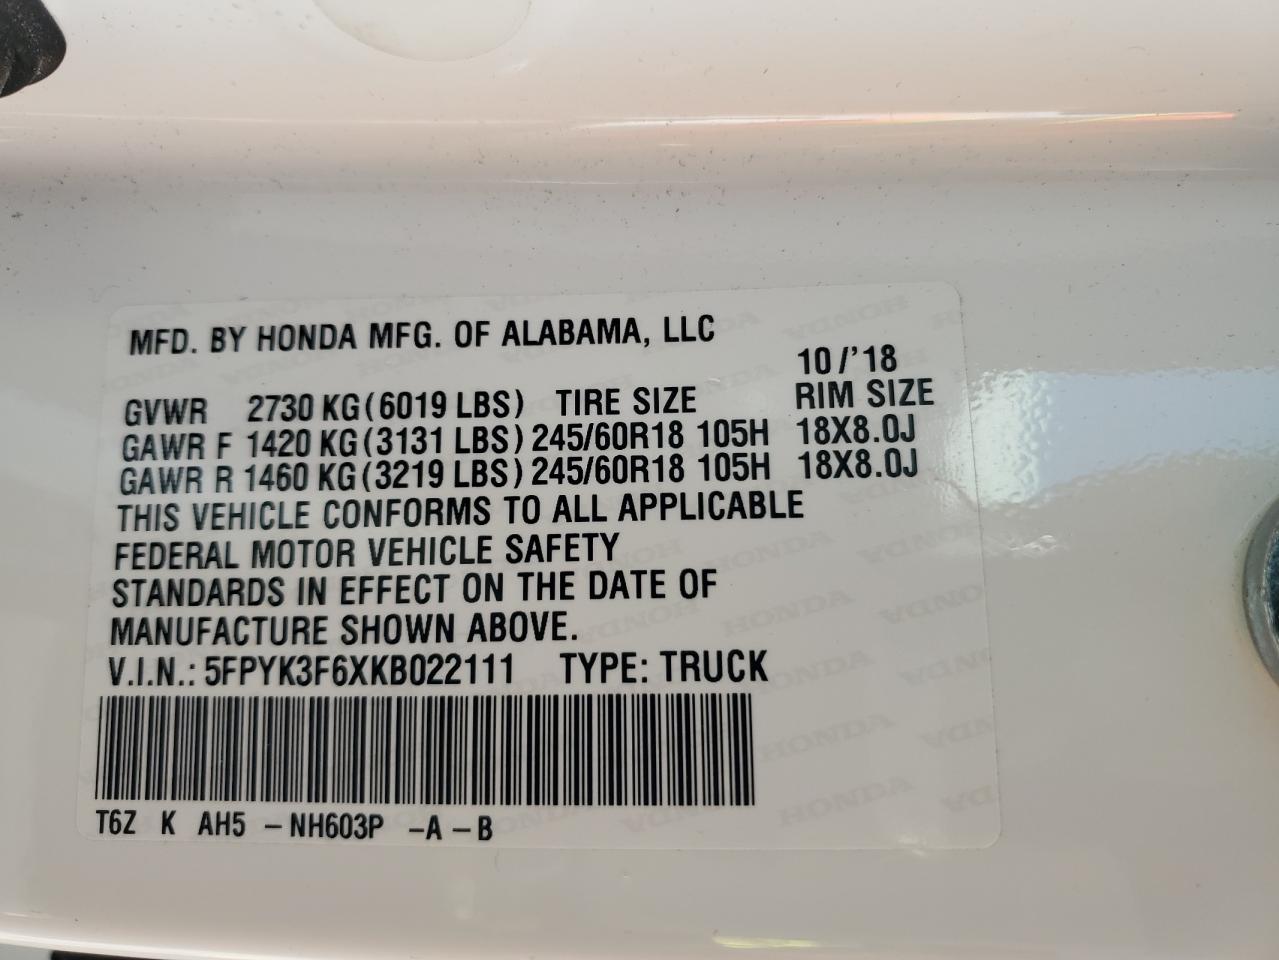 MFD. BY HONDA MFG. OF ALABAMA, LLC
10 /'18
GVWR 2730 KG(6019 LBS) TIRE SIZE RIM SIZE
GAWR F 1420 KG(3131 LBS) 245/60R18 105H 18X8.0J
GAWR R 1460 KG(3219 LBS) 245/60R18 105H 18X8.0J
THIS VEHICLE CONFORMS TO ALL APPLICABLE
FEDERAL MOTOR VEHICLE SAFETY
STANDARDS IN EFFECT ON THE DATE OF
MANUFACTURE SHOWN ABOVE.
V.I.N.: 5FPYK3F6XKB022111 TYPE: TRUCK
T6Z K AH5 -NH603P -A -B